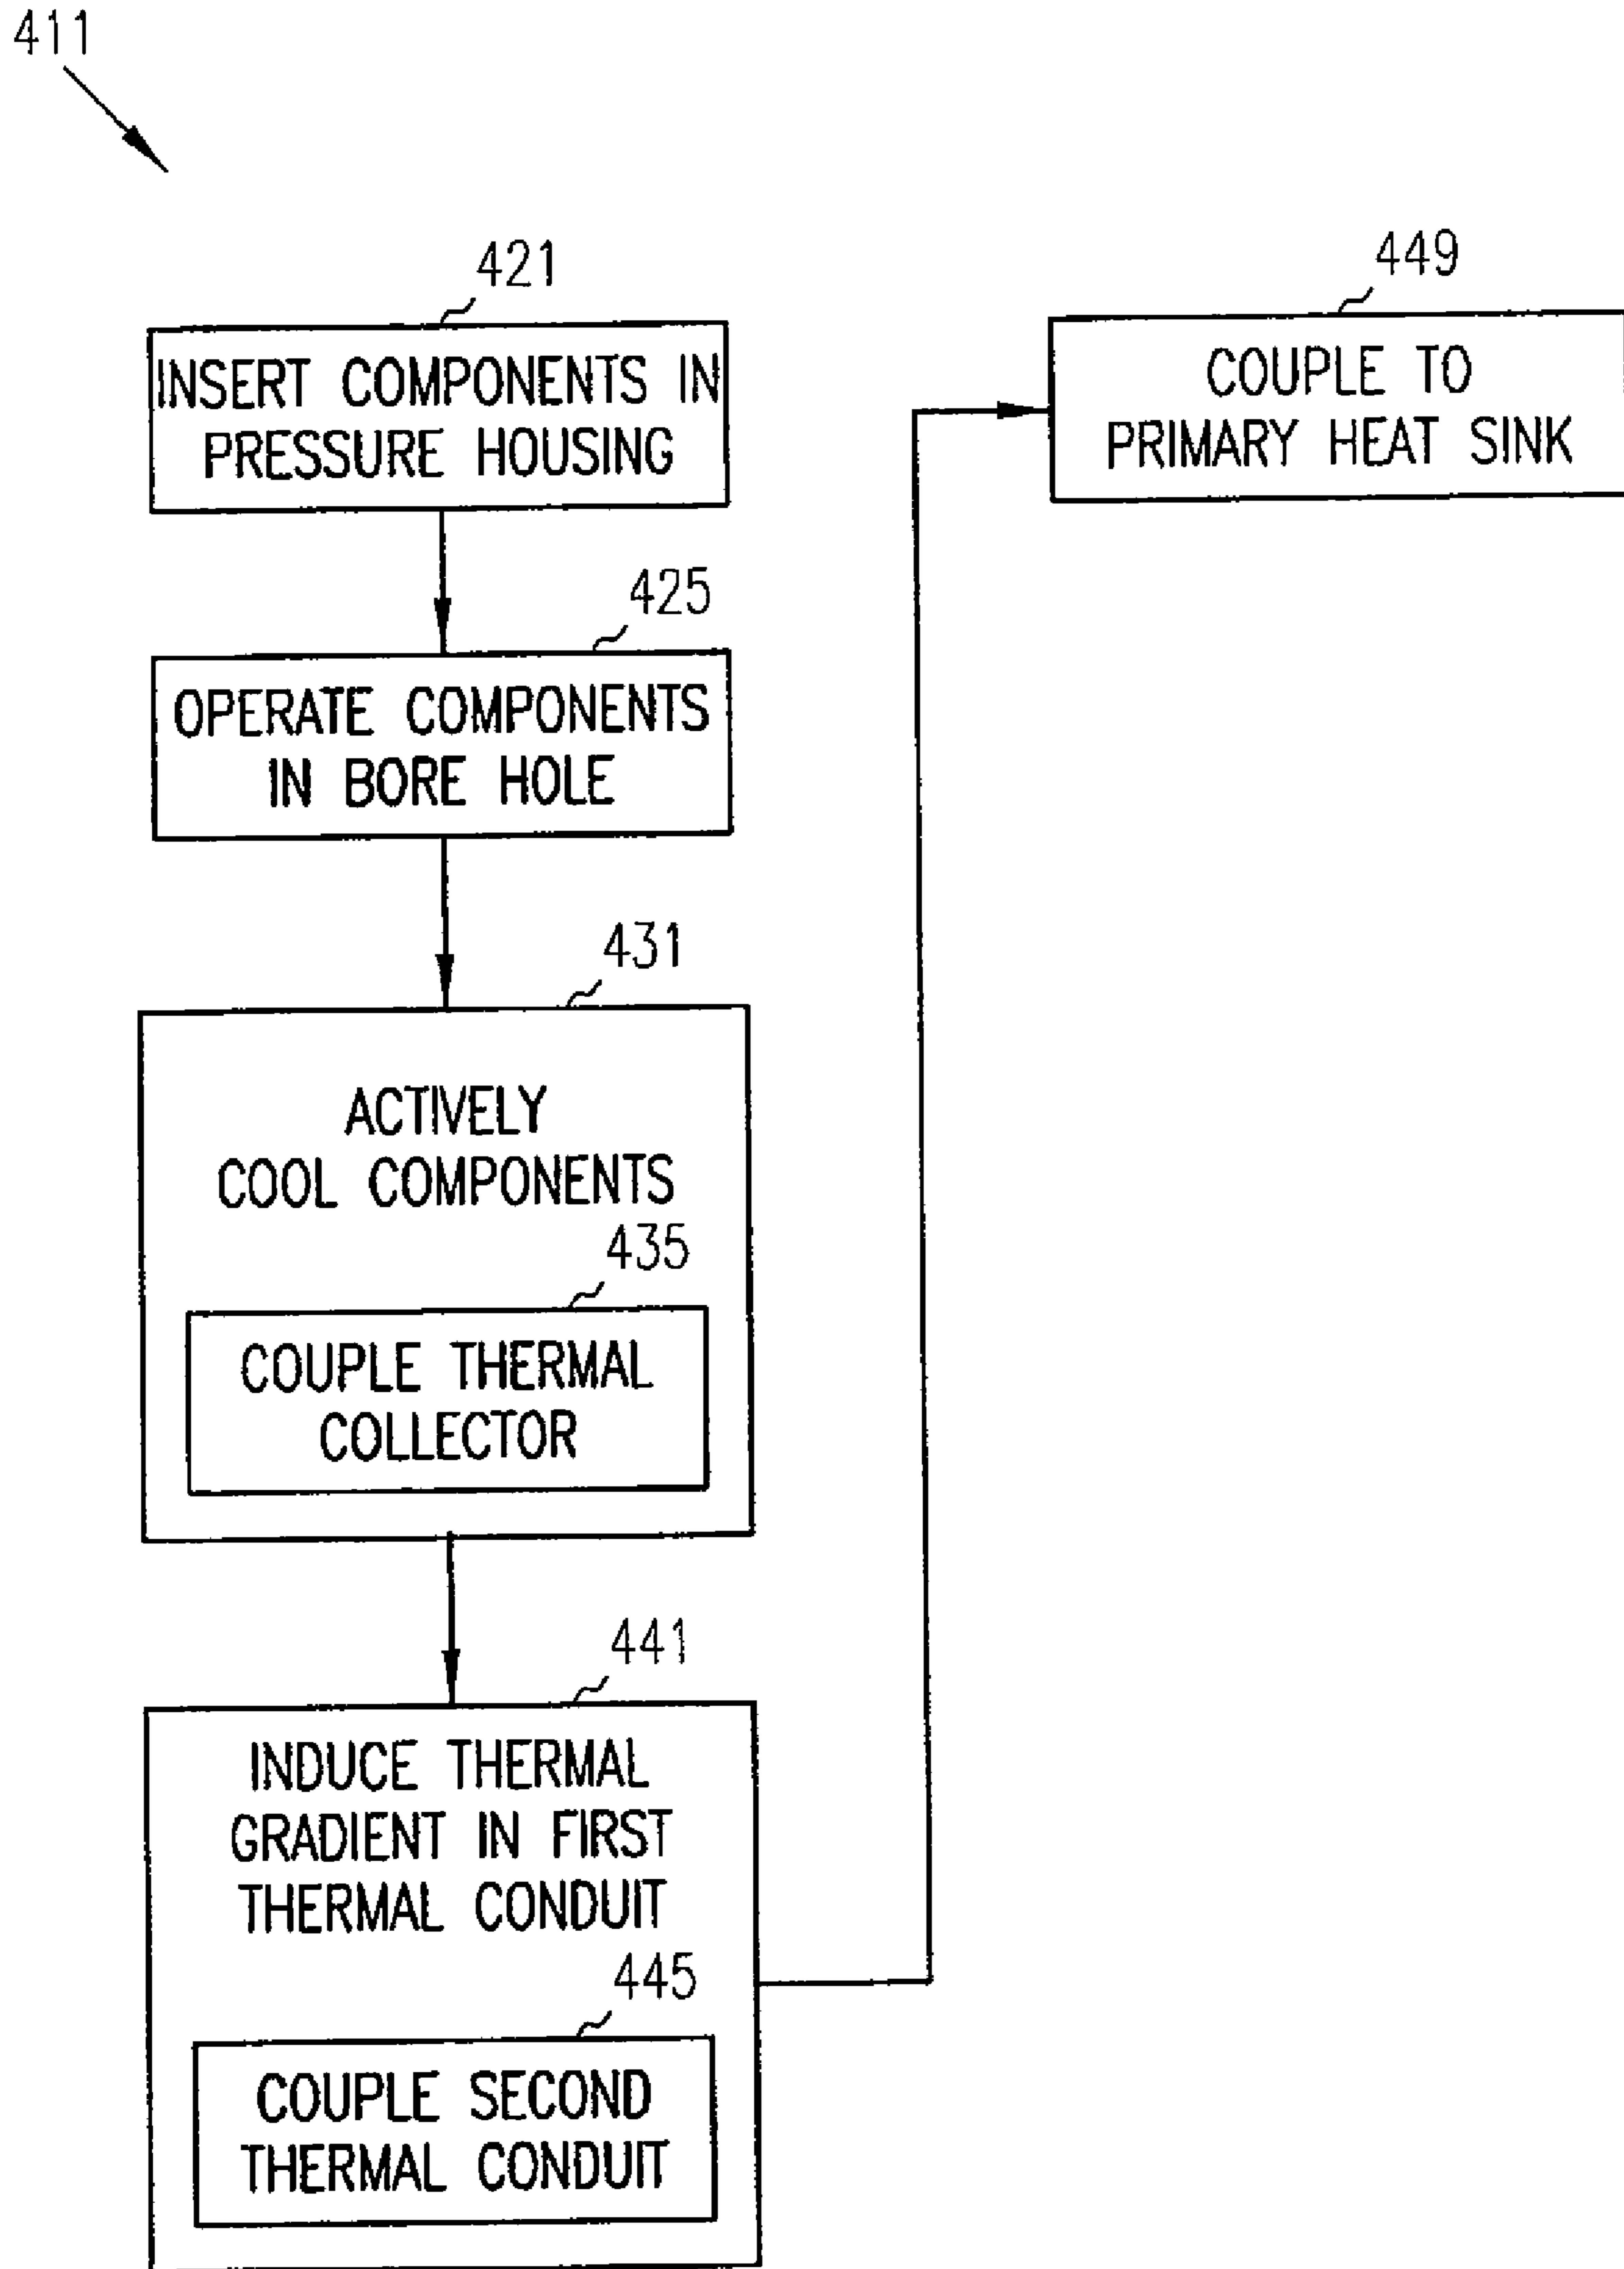 411
421
INSERT COMPONENTS IN
PRESSURE HOUSING
425
OPERATE COMPONENTS
IN BORE HOLE
431
ACTIVELY
COOL COMPONENTS
435
COUPLE THERMAL
COLLECTOR
441
INDUCE THERMAL
GRADIENT IN FIRST
THERMAL CONDUIT
445
COUPLE SECOND
THERMAL CONDUIT
449
COUPLE TO
PRIMARY HEAT SINK